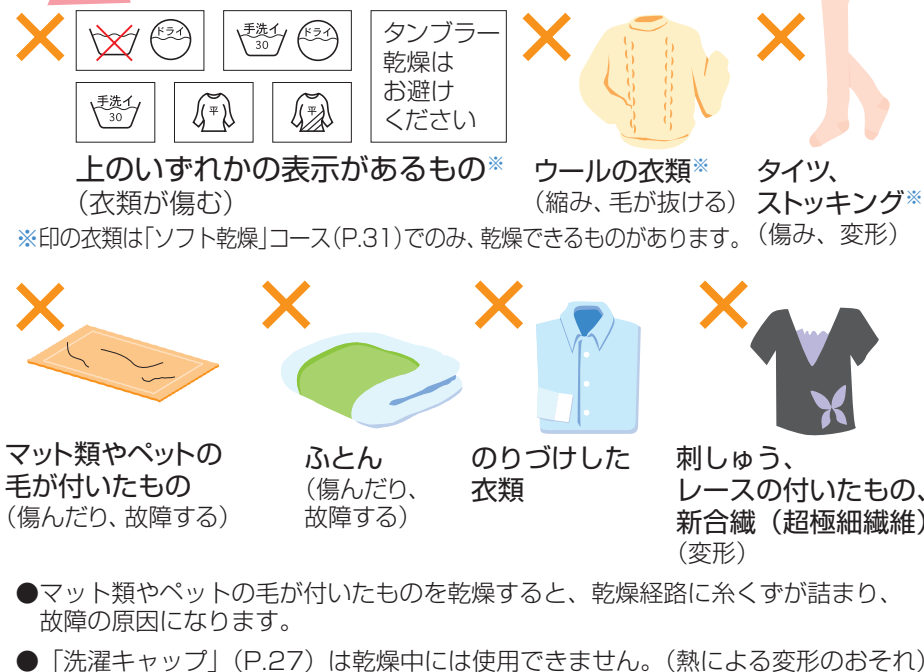 ドライ
手洗イ
30
ドライ
タンブラー
乾燥は
お避け
ください
手洗イ
30
平
平
上のいずれかの表示があるもの※
(衣類が傷む)
ウールの衣類※
(縮み、毛が抜ける)
タイツ、
ストッキング※
(傷み、変形)
※印の衣類は「ソフト乾燥」コース(P.31)でのみ、乾燥できるものがあります。
マット類やペットの
毛が付いたもの
(傷んだり、故障する)
ふとん
(傷んだり、
故障する)
のりづけした
衣類
刺しゅう、
レースの付いたもの、
新合繊(超極細繊維)
(変形)
●マット類やペットの毛が付いたものを乾燥すると、乾燥経路に糸くずが詰まり、
故障の原因になります。
●「洗濯キャップ」(P.27)は乾燥中には使用できません。(熱による変形のおそれ)